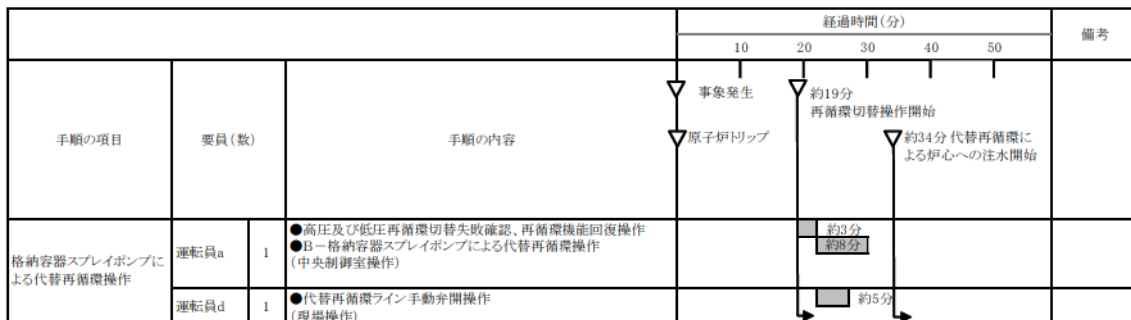 経過時間(分)
備考
10 20 30 40 50
手順の項目
要員(数)
手順の内容
事象発生
原子炉トリップ
約19分
再循環切替操作開始
約34分 代替再循環に
よる炉心への注水開始
格納容器スプレイポンプに
よる代替再循環操作
運転員a
1
●高圧及び低圧再循環切替失敗確認、再循環機能回復操作
●B-格納容器スプレイポンプによる代替再循環操作
(中央制御室操作)
約3分
約8分
運転員d
1
●代替再循環ライン手動弁開操作
(現場操作)
約5分